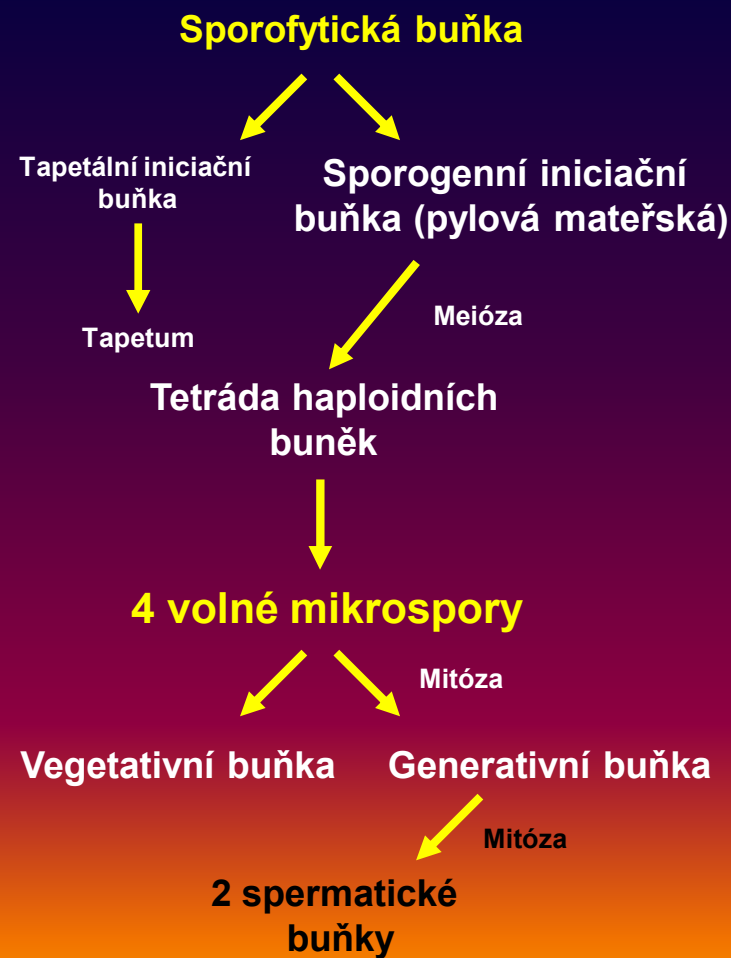 Sporofytická buňka
Tapetální iniciační
buňka
Sporogenní iniciační
buňka (pylová mateřská)
Meióza
Tapetum
Tetráda haploidních
buněk
4 volné mikrospory
Mitóza
Vegetativní buňka
Generativní buňka
Mitóza
2 spermatické
buňky